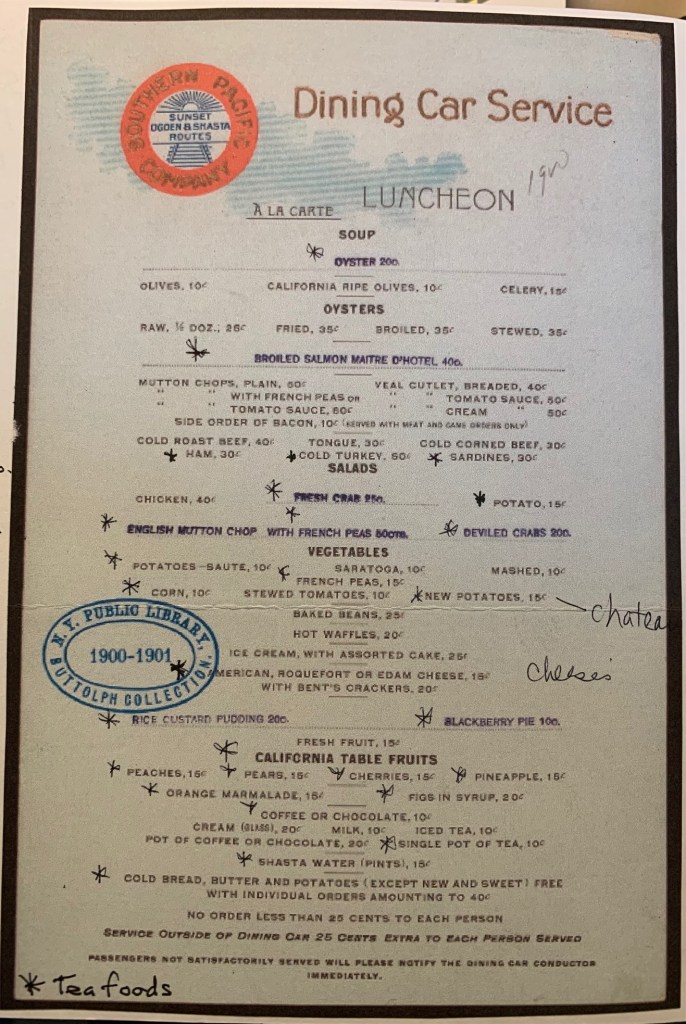 SOUTHERN PACIFIC COMPANY
SUNSET
OGDEN & SHASTA
ROUTES
Dining Car Service
LUNCHEON
À LA CARTE
SOUP
OYSTER 20c.
OLIVES, 10c CALIFORNIA RIPE OLIVES, 10c CELERY, 15c
OYSTERS
RAW, ½ DOZ., 25c FRIED, 35c BROILED, 35c STEWED, 35c
BROILED SALMON MAITRE D'HOTEL 40c.
MUTTON CHOPS, PLAIN, 50c VEAL CUTLET, BREADED, 40c
" " WITH FRENCH PEAS OR " " TOMATO SAUCE, 50c
" " TOMATO SAUCE, 60c " " CREAM " 50c
SIDE ORDER OF BACON, 10c (SERVED WITH MEAT AND GAME ORDERS ONLY)
COLD ROAST BEEF, 40c TONGUE, 30c COLD CORNED BEEF, 30c
HAM, 30c COLD TURKEY, 50c SARDINES, 30c
SALADS
CHICKEN, 40c FRESH CRAB 25c. POTATO, 15c
ENGLISH MUTTON CHOP WITH FRENCH PEAS 50cts. DEVILED CRABS 20c.
VEGETABLES
POTATOES—SAUTE, 10c SARATOGA, 10c MASHED, 10c
FRENCH PEAS, 15c
CORN, 10c STEWED TOMATOES, 10c NEW POTATOES, 15c
BAKED BEANS, 25c
HOT WAFFLES, 20c
ICE CREAM, WITH ASSORTED CAKE, 25c
AMERICAN, ROQUEFORT OR EDAM CHEESE, 15c
WITH BENT'S CRACKERS, 20c
N.Y. PUBLIC LIBRARY,
1900-1901
BUTTOLPH COLLECTION.
RICE CUSTARD PUDDING 20c. BLACKBERRY PIE 10c.
FRESH FRUIT, 15c
CALIFORNIA TABLE FRUITS
PEACHES, 15c PEARS, 15c CHERRIES, 15c PINEAPPLE, 15c
ORANGE MARMALADE, 15c FIGS IN SYRUP, 20c
COFFEE OR CHOCOLATE, 10c
CREAM (GLASS), 20c MILK, 10c ICED TEA, 10c
POT OF COFFEE OR CHOCOLATE, 20c SINGLE POT OF TEA, 10c
SHASTA WATER (PINTS), 15c
COLD BREAD, BUTTER AND POTATOES (EXCEPT NEW AND SWEET) FREE
WITH INDIVIDUAL ORDERS AMOUNTING TO 40c
NO ORDER LESS THAN 25 CENTS TO EACH PERSON
SERVICE OUTSIDE OF DINING CAR 25 CENTS EXTRA TO EACH PERSON SERVED
PASSENGERS NOT SATISFACTORILY SERVED WILL PLEASE NOTIFY THE DINING CAR CONDUCTOR
IMMEDIATELY.
* Tea foods